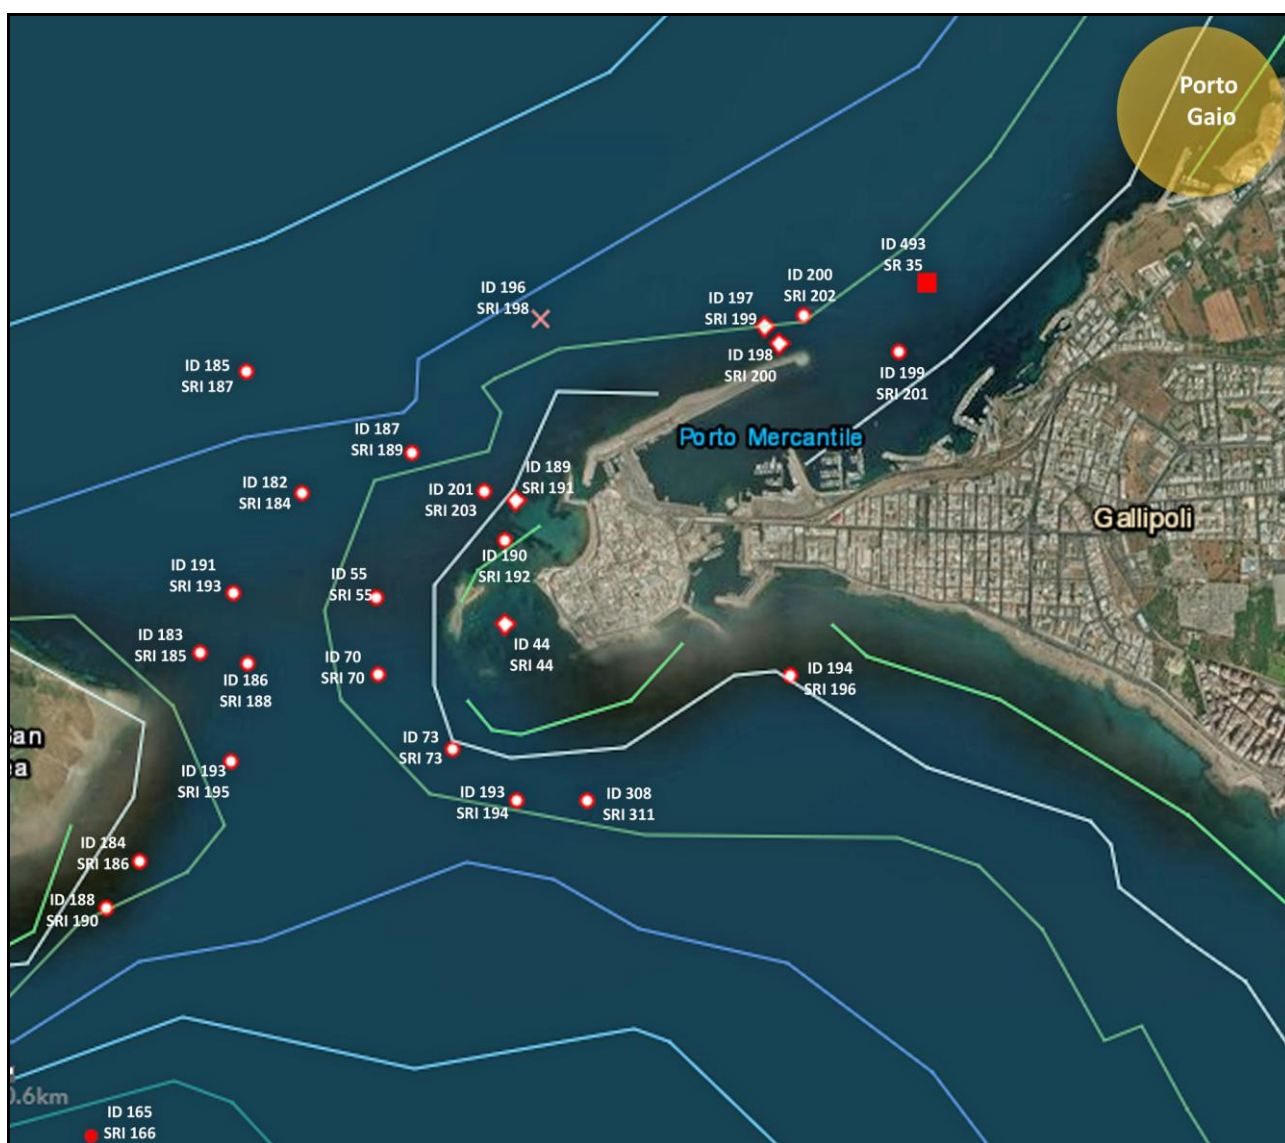 Porto
Gaio
ID 493
SR 35
ID 200
SRI 202
ID 196
SRI 198
ID 197
SRI 199
ID 198
SRI 200
ID 199
SRI 201
ID 185
SRI 187
ID 187
SRI 189
Porto Mercantile
ID 189
SRI 191
ID 182
SRI 184
ID 201
SRI 203
Gallipoli
ID 190
SRI 192
ID 191
SRI 193
ID 55
SRI 55
ID 183
SRI 185
ID 186
SRI 188
ID 70
SRI 70
ID 44
SRI 44
ID 194
SRI 196
San
ea
ID 73
SRI 73
ID 193
SRI 195
ID 193
SRI 194
ID 308
SRI 311
ID 184
SRI 186
ID 188
SRI 190
0.6km
ID 165
SRI 166